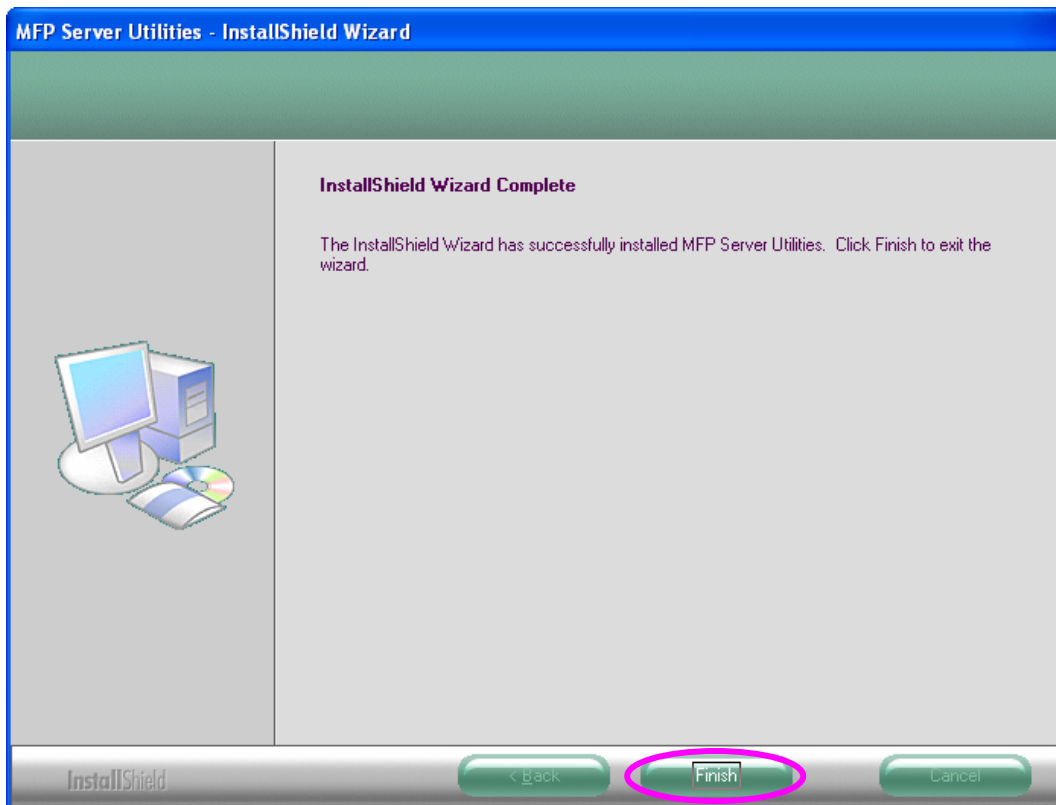 MFP Server Utilities - InstallShield Wizard
InstallShield Wizard Complete
The InstallShield Wizard has successfully installed MFP Server Utilities. Click Finish to exit the
wizard.
InstallShield
< Back
Finish
Cancel